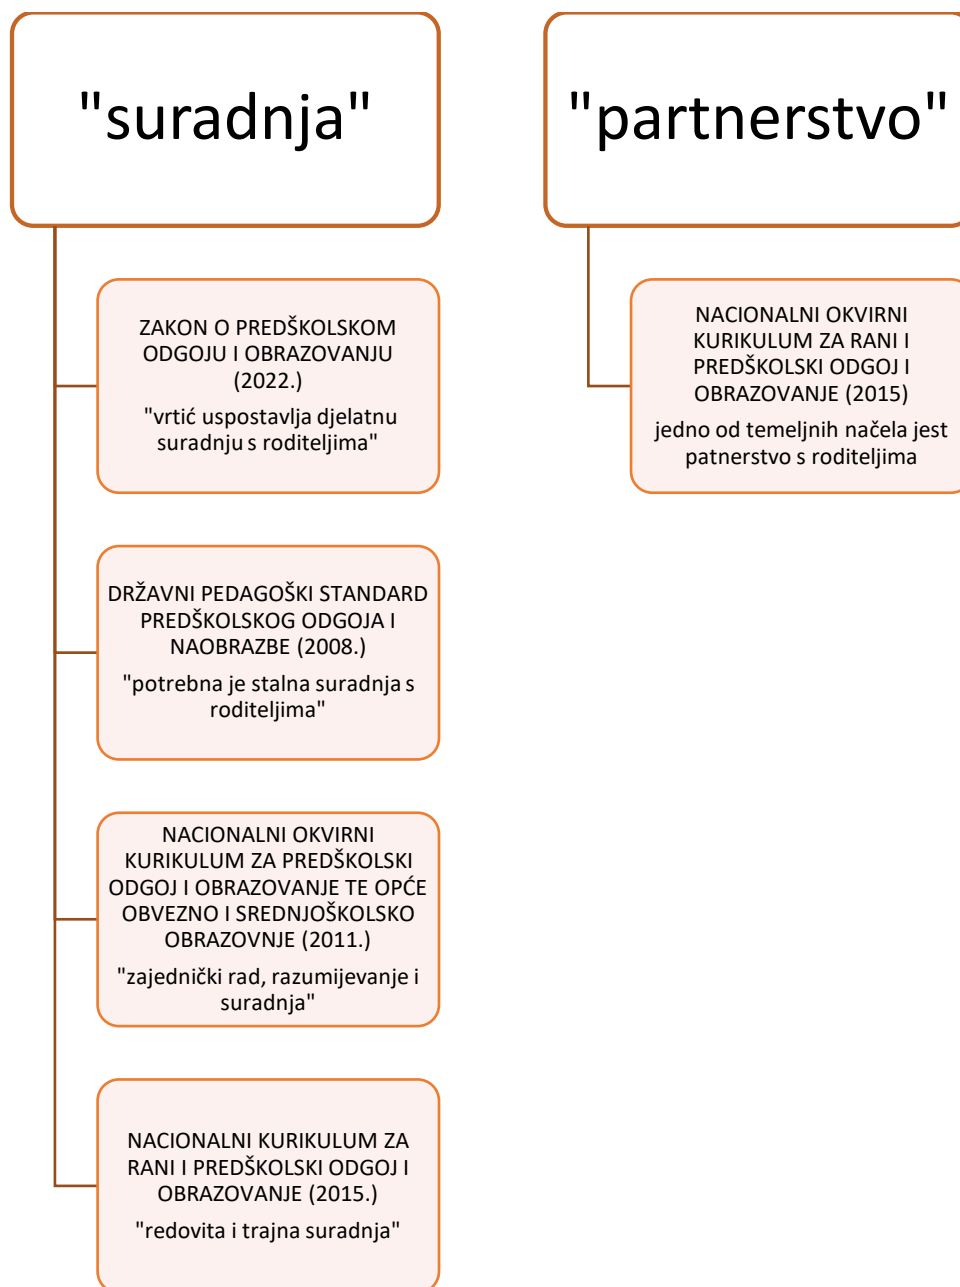 "suradnja"
ZAKON O PREDŠKOLSKOM
ODGOJU I OBRAZOVANJU
(2022.)
"vrtić uspostavlja djelatnu
suradnju s roditeljima"
DRŽAVNI PEDAGOŠKI STANDARD
PREDŠKOLSKOG ODGOJA I
NAOBRAZBE (2008.)
"potrebna je stalna suradnja s
roditeljima"
NACIONALNI OKVIRNI
KURIKULUM ZA PREDŠKOLSKI
ODGOJ I OBRAZOVANJE TE OPĆE
OBVEZNO I SREDNJOŠKOLSKO
OBRAZOVNJE (2011.)
"zajednički rad, razumijevanje i
suradnja"
NACIONALNI KURIKULUM ZA
RANI I PREDŠKOLSKI ODGOJ I
OBRAZOVANJE (2015.)
"redovita i trajna suradnja"
"partnerstvo"
NACIONALNI OKVIRNI
KURIKULUM ZA RANI I
PREDŠKOLSKI ODGOJ I
OBRAZOVANJE (2015)
jedno od temeljnih načela jest
patnerstvo s roditeljima